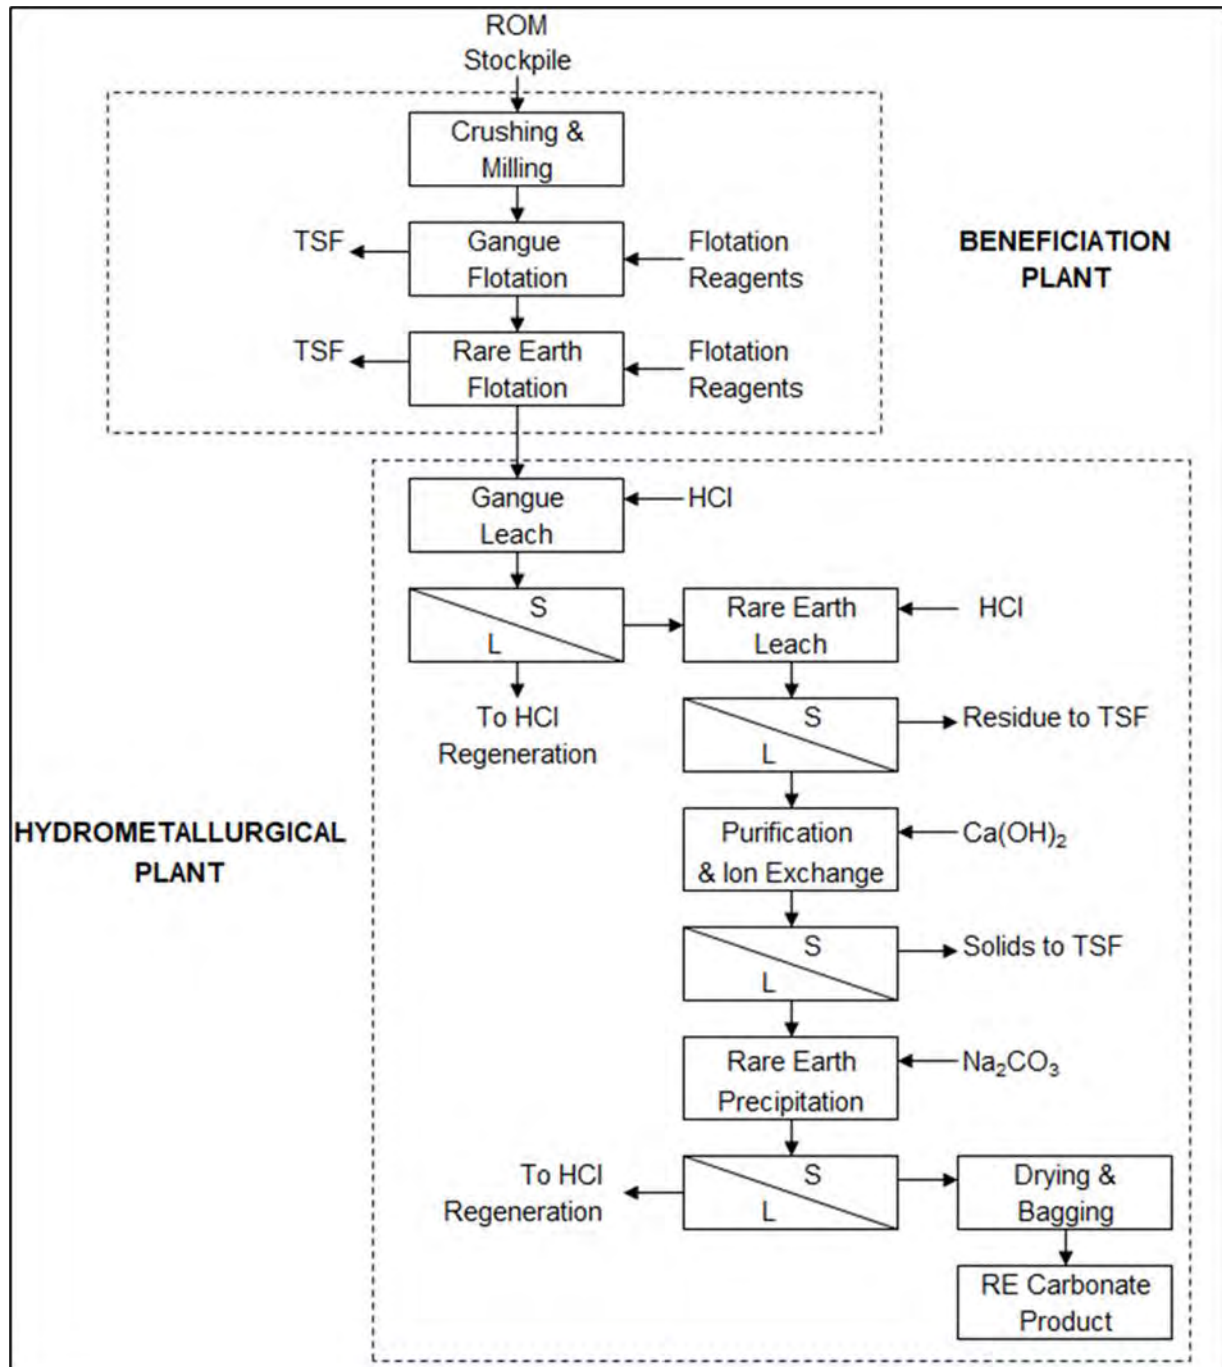 ROM
Stockpile
Crushing &
Milling
TSF
Gangue
Flotation
Flotation
Reagents
BENEFICIATION
PLANT
TSF
Rare Earth
Flotation
Flotation
Reagents
Gangue
Leach
HCl
S
L
Rare Earth
Leach
HCl
To HCl
Regeneration
S
L
Residue to TSF
HYDROMETALLURGICAL
PLANT
Purification
& Ion Exchange
Ca(OH)₂
S
L
Solids to TSF
Rare Earth
Precipitation
Na₂CO₃
To HCl
Regeneration
S
L
Drying &
Bagging
RE Carbonate
Product